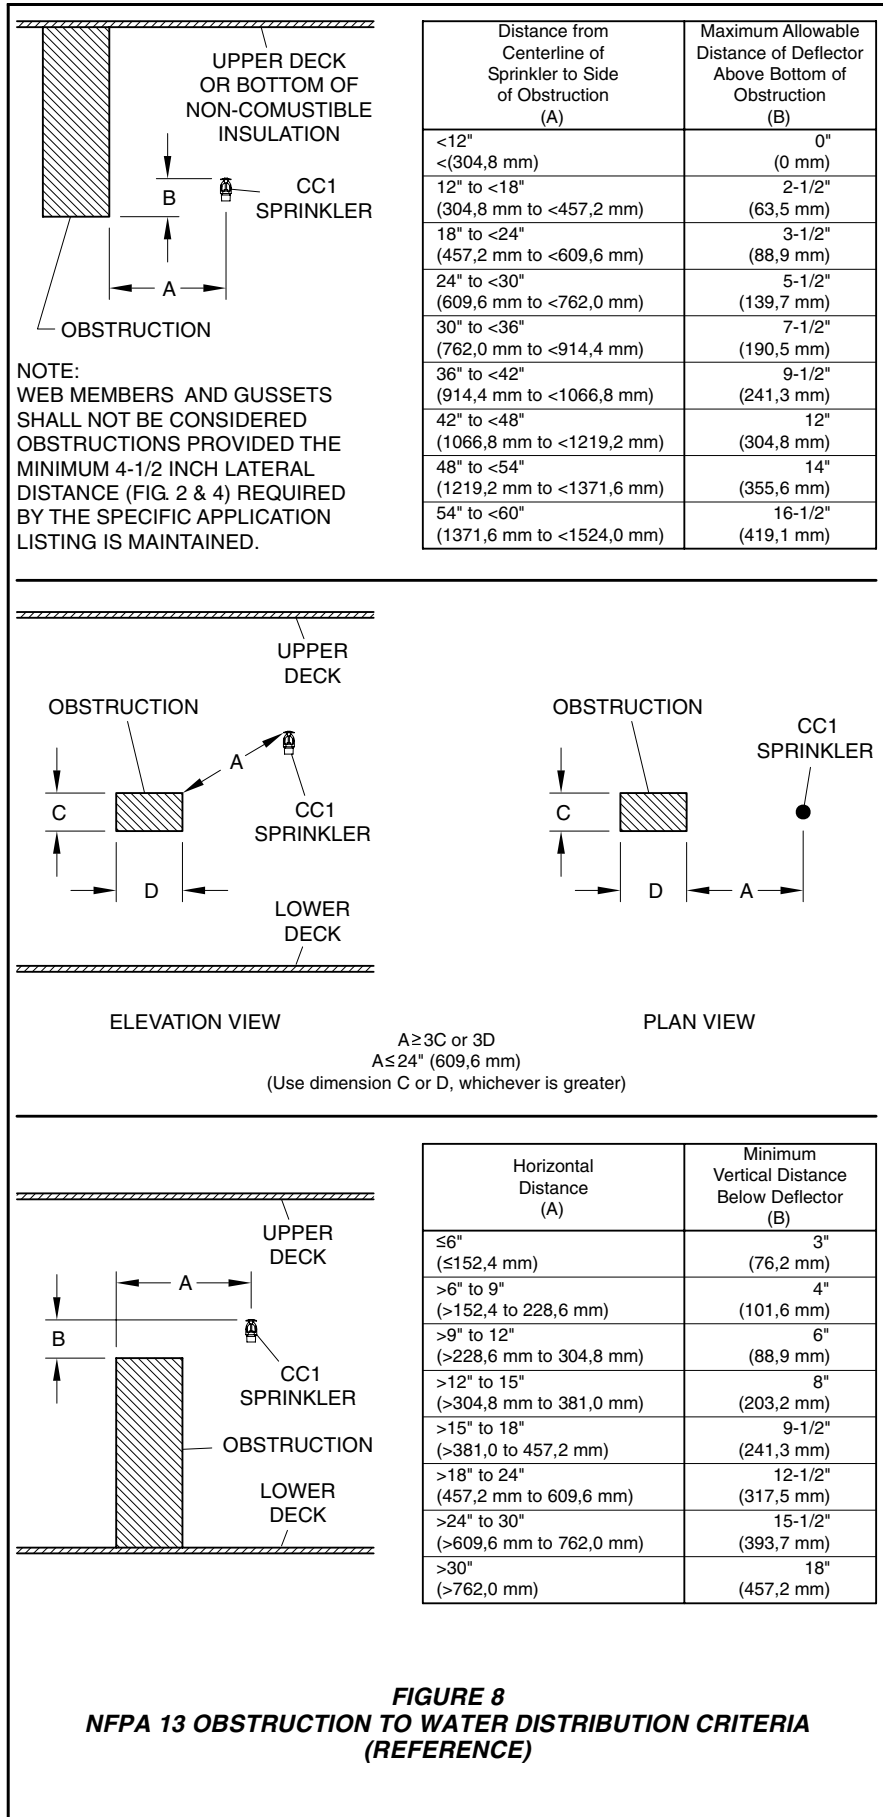 UPPER DECK
OR BOTTOM OF
NON-COMUSTIBLE
INSULATION
B
CC1
SPRINKLER
A
OBSTRUCTION
NOTE:
WEB MEMBERS AND GUSSETS
SHALL NOT BE CONSIDERED
OBSTRUCTIONS PROVIDED THE
MINIMUM 4-1/2 INCH LATERAL
DISTANCE (FIG. 2 & 4) REQUIRED
BY THE SPECIFIC APPLICATION
LISTING IS MAINTAINED.
Distance from
Centerline of
Sprinkler to Side
of Obstruction
(A)
Maximum Allowable
Distance of Deflector
Above Bottom of
Obstruction
(B)
<12" 0"
<(304,8 mm) (0 mm)
12" to <18" 2-1/2"
(304,8 mm to <457,2 mm) (63,5 mm)
18" to <24" 3-1/2"
(457,2 mm to <609,6 mm) (88,9 mm)
24" to <30" 5-1/2"
(609,6 mm to <762,0 mm) (139,7 mm)
30" to <36" 7-1/2"
(762,0 mm to <914,4 mm) (190,5 mm)
36" to <42" 9-1/2"
(914,4 mm to <1066,8 mm) (241,3 mm)
42" to <48" 12"
(1066,8 mm to <1219,2 mm) (304,8 mm)
48" to <54" 14"
(1219,2 mm to <1371,6 mm) (355,6 mm)
54" to <60" 16-1/2"
(1371,6 mm to <1524,0 mm) (419,1 mm)
UPPER
DECK
OBSTRUCTION
A
C
CC1
SPRINKLER
D
LOWER
DECK
ELEVATION VIEW
OBSTRUCTION
CC1
SPRINKLER
C
D
A
PLAN VIEW
A≥3C or 3D
A≤24" (609,6 mm)
(Use dimension C or D, whichever is greater)
UPPER
DECK
A
B
CC1
SPRINKLER
OBSTRUCTION
LOWER
DECK
Horizontal
Distance
(A)
Minimum
Vertical Distance
Below Deflector
(B)
≤6" 3"
(≤152,4 mm) (76,2 mm)
>6" to 9" 4"
(>152,4 to 228,6 mm) (101,6 mm)
>9" to 12" 6"
(>228,6 mm to 304,8 mm) (88,9 mm)
>12" to 15" 8"
(>304,8 mm to 381,0 mm) (203,2 mm)
>15" to 18" 9-1/2"
(>381,0 to 457,2 mm) (241,3 mm)
>18" to 24" 12-1/2"
(457,2 mm to 609,6 mm) (317,5 mm)
>24" to 30" 15-1/2"
(>609,6 mm to 762,0 mm) (393,7 mm)
>30" 18"
(>762,0 mm) (457,2 mm)
FIGURE 8
NFPA 13 OBSTRUCTION TO WATER DISTRIBUTION CRITERIA
(REFERENCE)